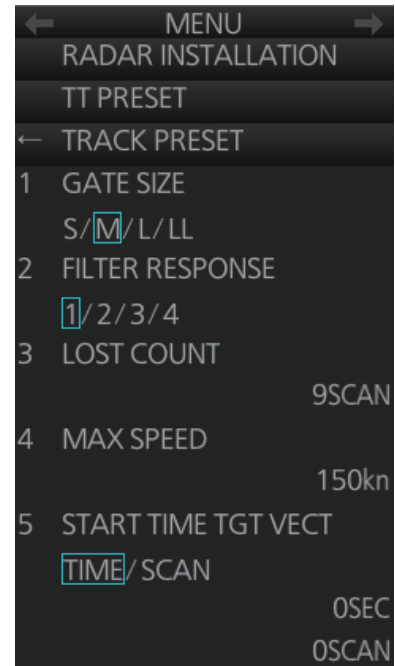 ← MENU →
RADAR INSTALLATION
TT PRESET
← TRACK PRESET
1 GATE SIZE
S/M/L/LL
2 FILTER RESPONSE
1/2/3/4
3 LOST COUNT
9SCAN
4 MAX SPEED
150kn
5 START TIME TGT VECT
TIME/SCAN
0SEC
0SCAN